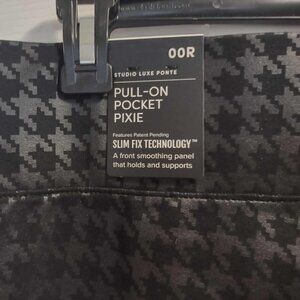 00R
STUDIO LUXE PONTE
PULL-ON
POCKET
PIXIE
Features Patent Pending
SLIM FIX TECHNOLOGY™
A front smoothing panel
that holds and supports